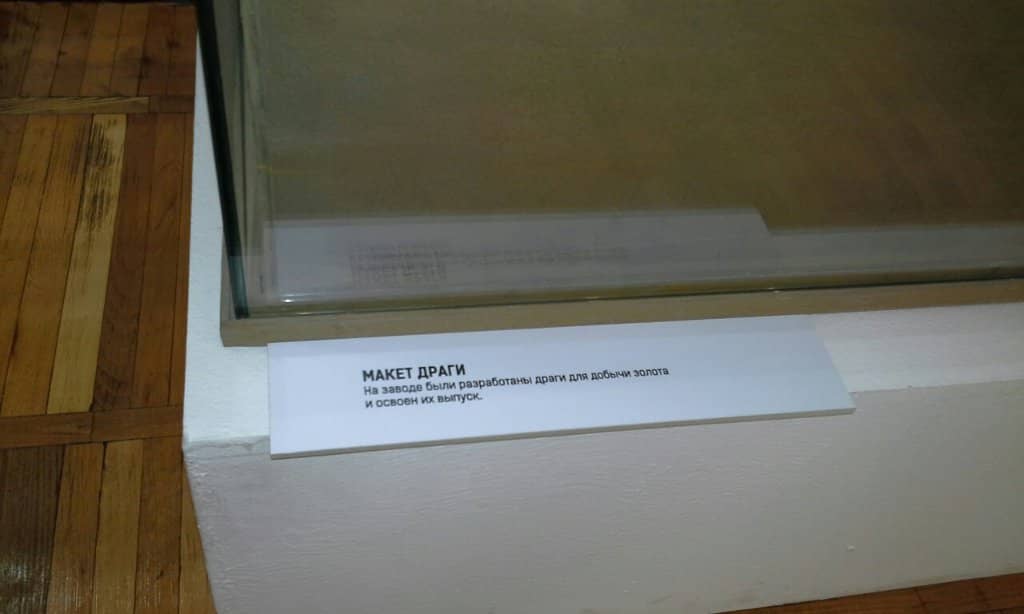 МАКЕТ ДРАГИ
На заводе были разработаны драги для добычи золота
и освоен их выпуск.